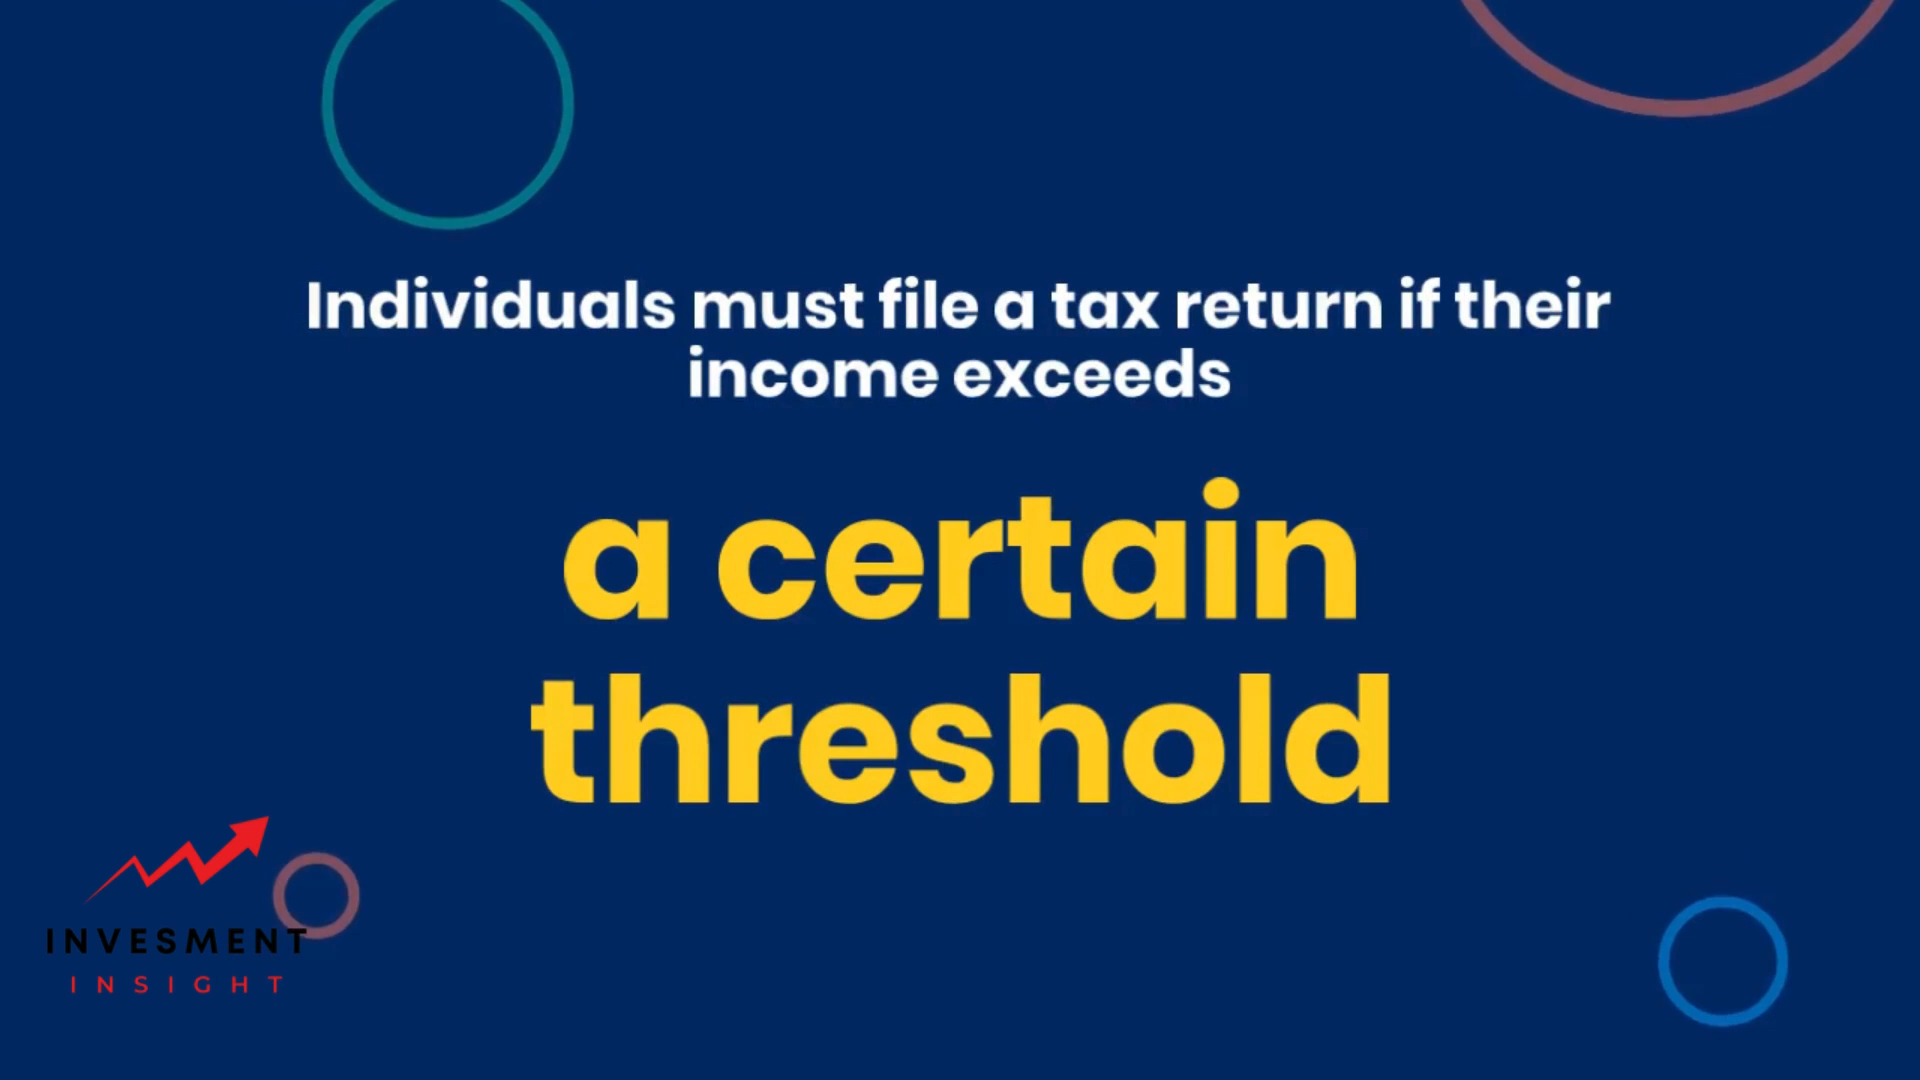 Individuals must file a tax return if their
income exceeds
a certain
threshold
INVESMENT
INSIGHT